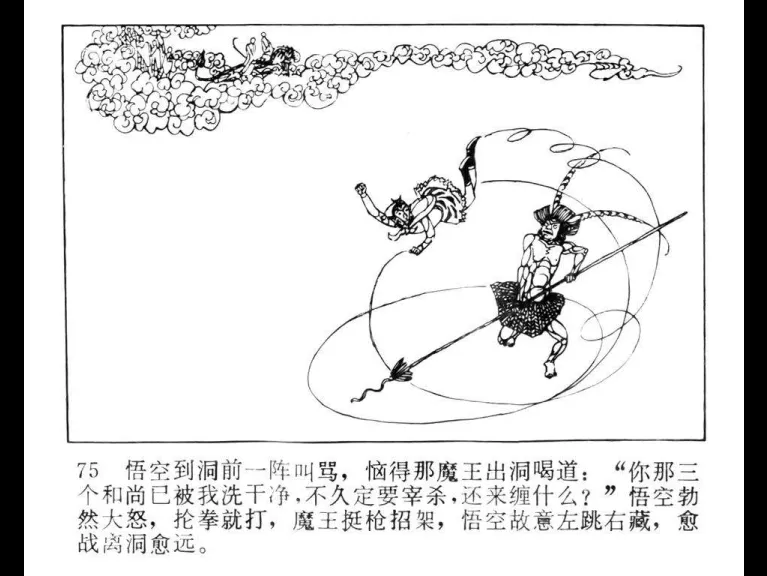 75 悟空到洞前一阵叫骂，恼得那魔王出洞喝道：“你那三
个和尚已被我洗干净，不久定要宰杀，还来缠什么？”悟空勃
然大怒，抡拳就打，魔王挺枪招架，悟空故意左跳右藏，愈
战离洞愈远。